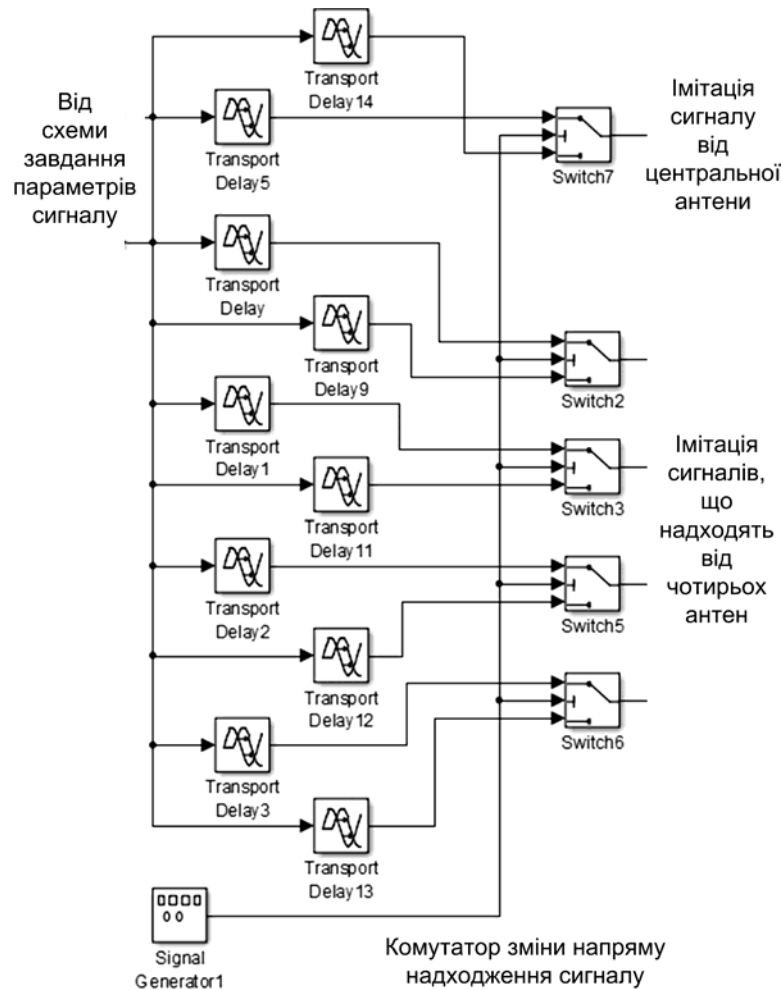 Transport
Delay14
Від
схеми
завдання
параметрів
сигналу
Transport
Delay5
Switch7
Імітація
сигналу
від
центральної
антени
Transport
Delay
Transport
Delay9
Switch2
Transport
Delay1
Switch3
Transport
Delay11
Імітація
сигналів,
що
надходять
від
чотирьох
антен
Transport
Delay2
Switch5
Transport
Delay12
Switch6
Transport
Delay3
Transport
Delay13
Signal
Generator1
Комутатор зміни напряму
надходження сигналу